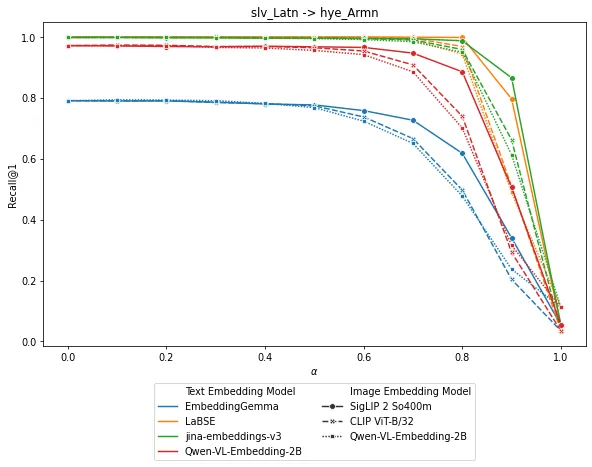 slv_Latn -> hye_Armn
Recall@1
1.0
0.8
0.6
0.4
0.2
0.0
0.0 0.2 0.4 0.6 0.8 1.0
α
Text Embedding Model Image Embedding Model
EmbeddingGemma SigLIP 2 So400m
LaBSE CLIP ViT-B/32
jina-embeddings-v3 Qwen-VL-Embedding-2B
Qwen-VL-Embedding-2B